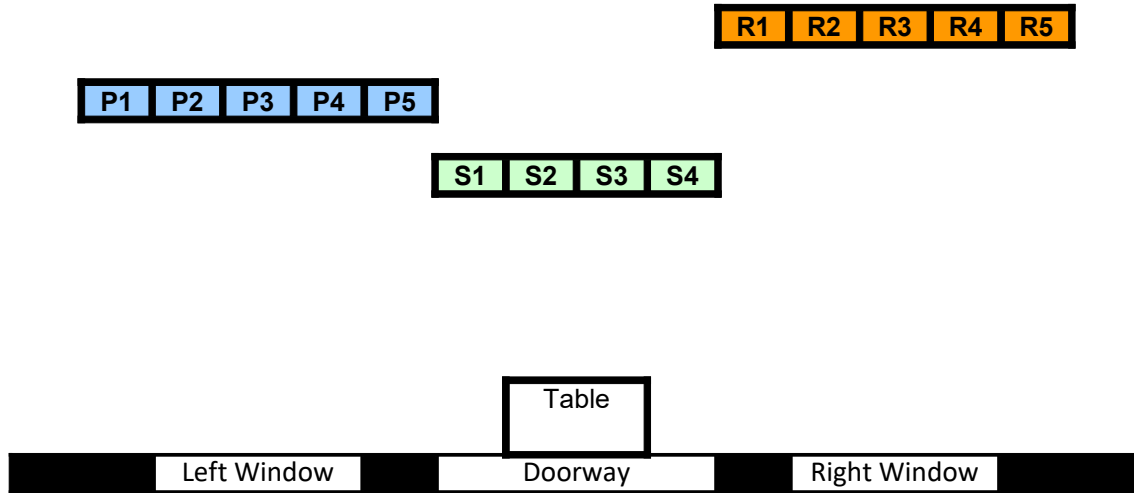 R1 R2 R3 R4 R5
P1 P2 P3 P4 P5
S1 S2 S3 S4
Table
Left Window Doorway Right Window